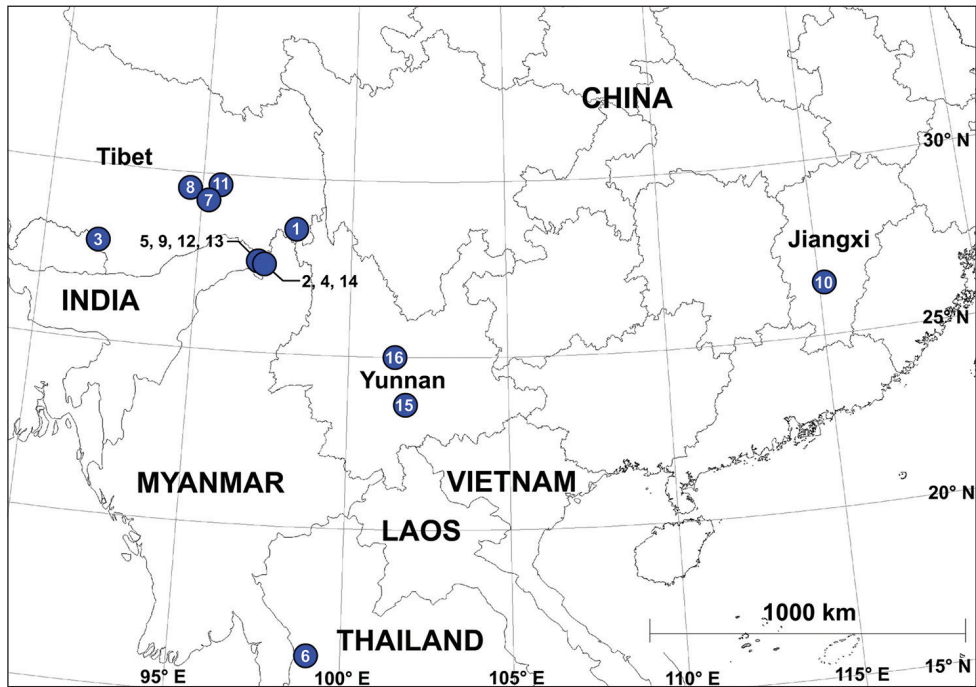 CHINA
30° N
Tibet
8
11
7
1
3
5, 9, 12, 13
Jiangxi
2, 4, 14
10
INDIA
25° N
16
Yunnan
15
MYANMAR
VIETNAM
20° N
LAOS
1000 km
THAILAND
6
95° E
100° E
105° E
110° E
115° E
15° N